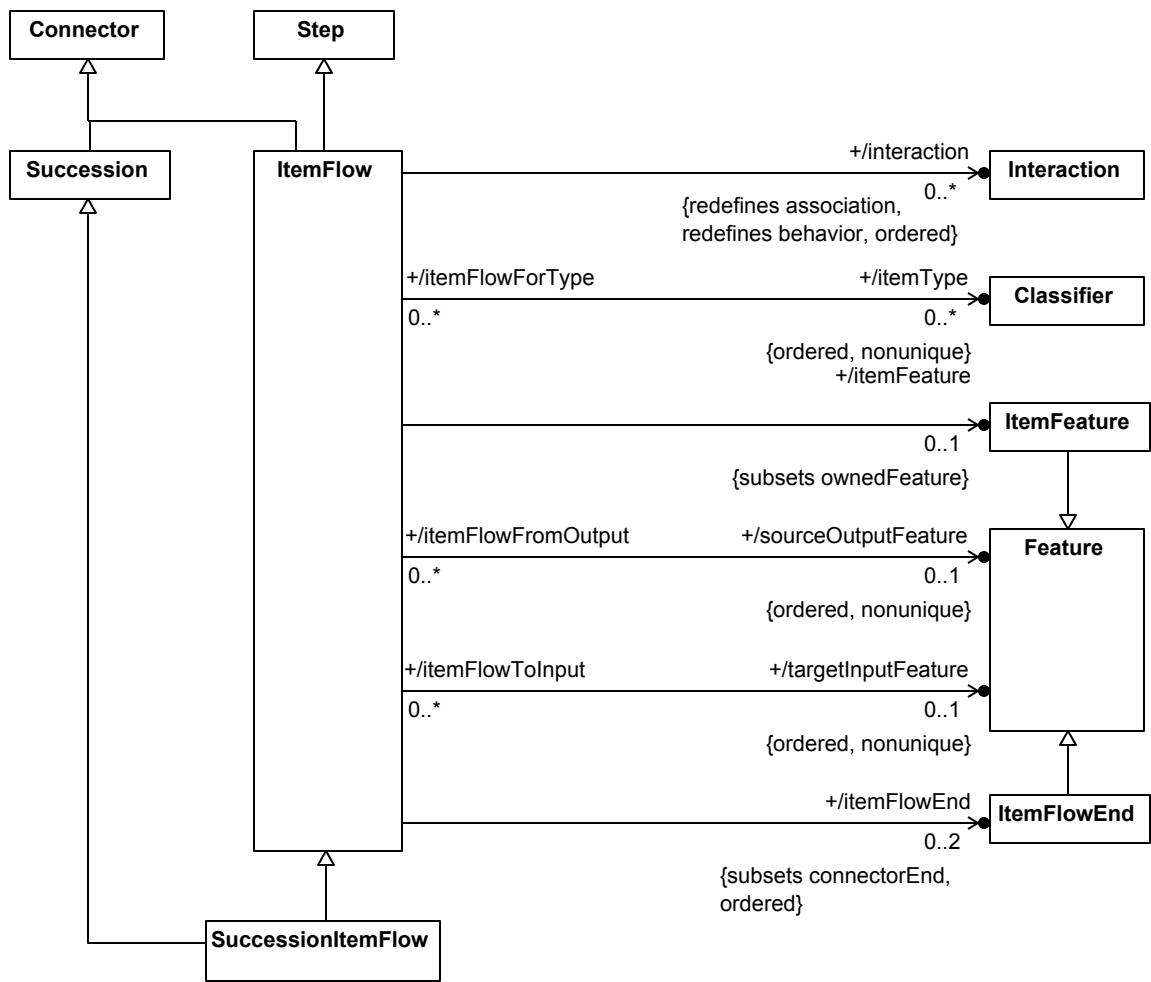 Connector
Step
Succession
ItemFlow
+/interaction
Interaction
0..*
{redefines association,
redefines behavior, ordered}
+/itemFlowForType
+/itemType
Classifier
0..*
0..*
{ordered, nonunique}
+/itemFeature
ItemFeature
0..1
{subsets ownedFeature}
+/itemFlowFromOutput
+/sourceOutputFeature
Feature
0..*
0..1
{ordered, nonunique}
+/itemFlowToInput
+/targetInputFeature
0..*
0..1
{ordered, nonunique}
+/itemFlowEnd
ItemFlowEnd
0..2
{subsets connectorEnd,
ordered}
SuccessionItemFlow